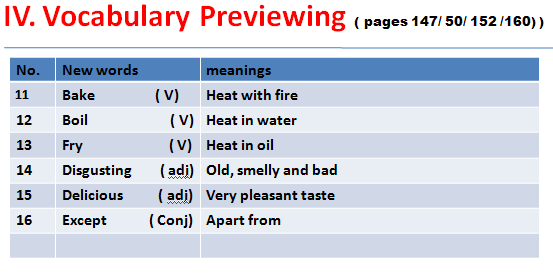 IV. Vocabulary Previewing ( pages 147/ 50/ 152 /160) )
No. New words meanings
11 Bake ( V) Heat with fire
12 Boil ( V) Heat in water
13 Fry ( V) Heat in oil
14 Disgusting ( adj) Old, smelly and bad
15 Delicious ( adj) Very pleasant taste
16 Except ( Conj) Apart from